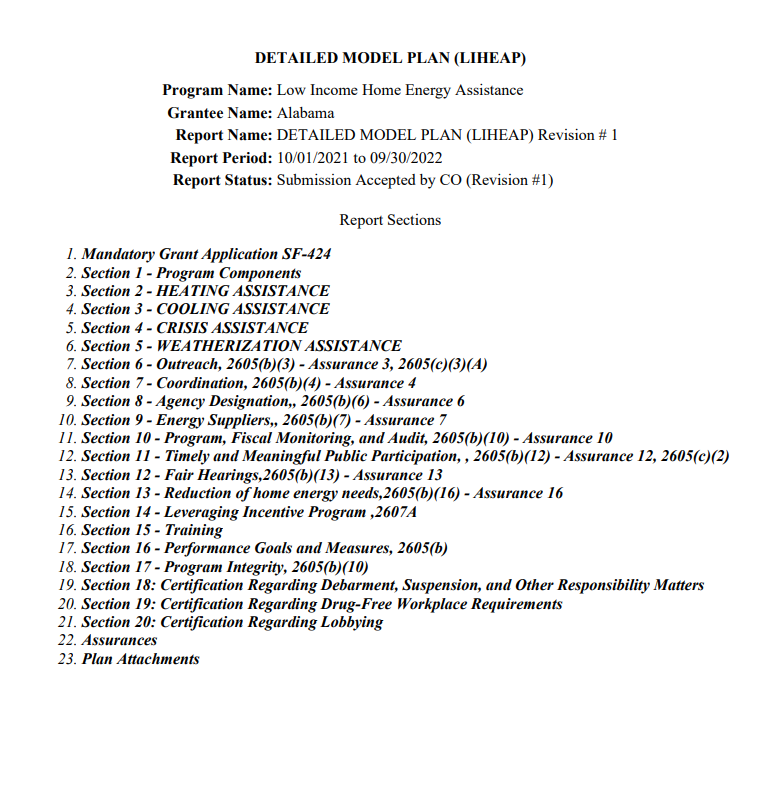 DETAILED MODEL PLAN (LIHEAP)
Program Name: Low Income Home Energy Assistance
Grantee Name: Alabama
Report Name: DETAILED MODEL PLAN (LIHEAP) Revision # 1
Report Period: 10/01/2021 to 09/30/2022
Report Status: Submission Accepted by CO (Revision #1)
Report Sections
1. Mandatory Grant Application SF-424
2. Section 1 - Program Components
3. Section 2 - HEATING ASSISTANCE
4. Section 3 - COOLING ASSISTANCE
5. Section 4 - CRISIS ASSISTANCE
6. Section 5 - WEATHERIZATION ASSISTANCE
7. Section 6 - Outreach, 2605(b)(3) - Assurance 3, 2605(c)(3)(A)
8. Section 7 - Coordination, 2605(b)(4) - Assurance 4
9. Section 8 - Agency Designation,, 2605(b)(6) - Assurance 6
10. Section 9 - Energy Suppliers,, 2605(b)(7) - Assurance 7
11. Section 10 - Program, Fiscal Monitoring, and Audit, 2605(b)(10) - Assurance 10
12. Section 11 - Timely and Meaningful Public Participation, , 2605(b)(12) - Assurance 12, 2605(c)(2)
13. Section 12 - Fair Hearings,2605(b)(13) - Assurance 13
14. Section 13 - Reduction of home energy needs,2605(b)(16) - Assurance 16
15. Section 14 - Leveraging Incentive Program ,2607A
16. Section 15 - Training
17. Section 16 - Performance Goals and Measures, 2605(b)
18. Section 17 - Program Integrity, 2605(b)(10)
19. Section 18: Certification Regarding Debarment, Suspension, and Other Responsibility Matters
20. Section 19: Certification Regarding Drug-Free Workplace Requirements
21. Section 20: Certification Regarding Lobbying
22. Assurances
23. Plan Attachments